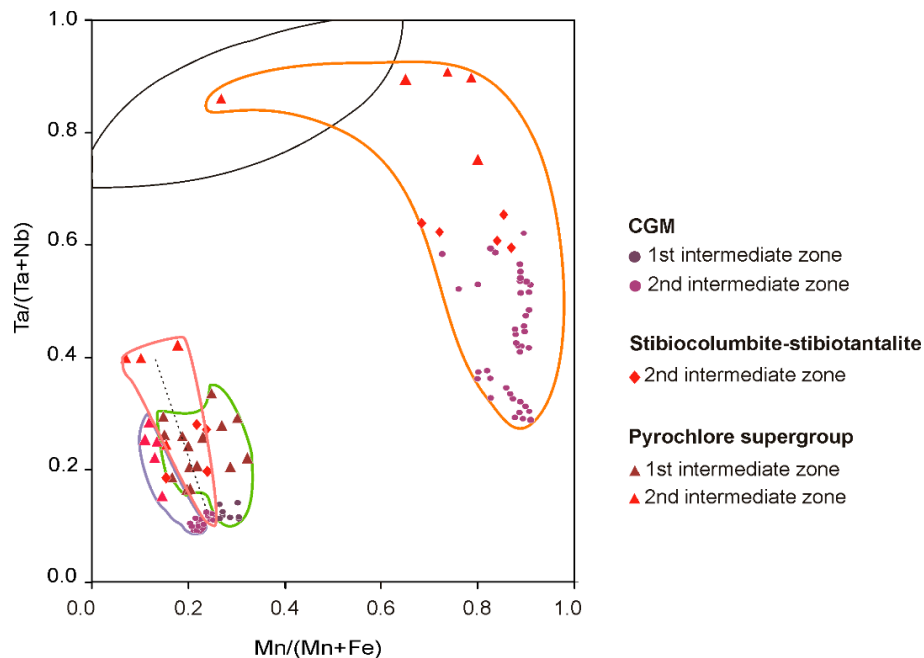 1.0
0.8
0.6
0.4
0.2
0.0
Ta/(Ta+Nb)
0.0 0.2 0.4 0.6 0.8 1.0
Mn/(Mn+Fe)
CGM
1st intermediate zone
2nd intermediate zone
Stibiocolumbite-stibiotantalite
2nd intermediate zone
Pyrochlore supergroup
1st intermediate zone
2nd intermediate zone